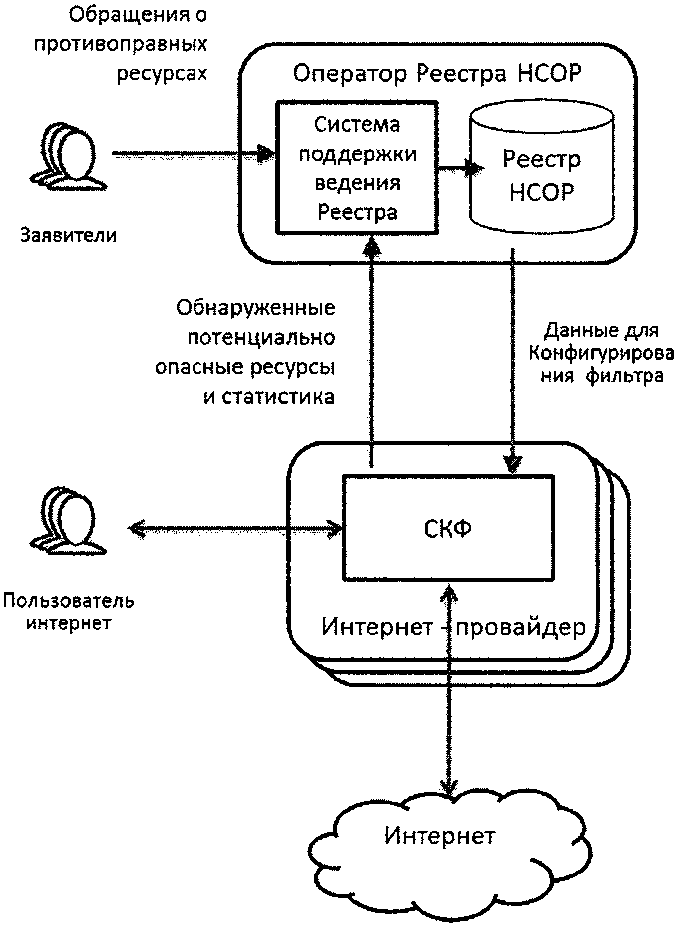 Обращения о
противоправных
ресурсах
Оператор Реестра НСОР
Система
поддержки
ведения
Реестра
Реестр
НСОР
Заявители
Обнаруженные
потенциально
опасные ресурсы
и статистика
Данные для
Конфигурирова
ния фильтра
СКФ
Пользователь
интернет
Интернет - провайдер
Интернет